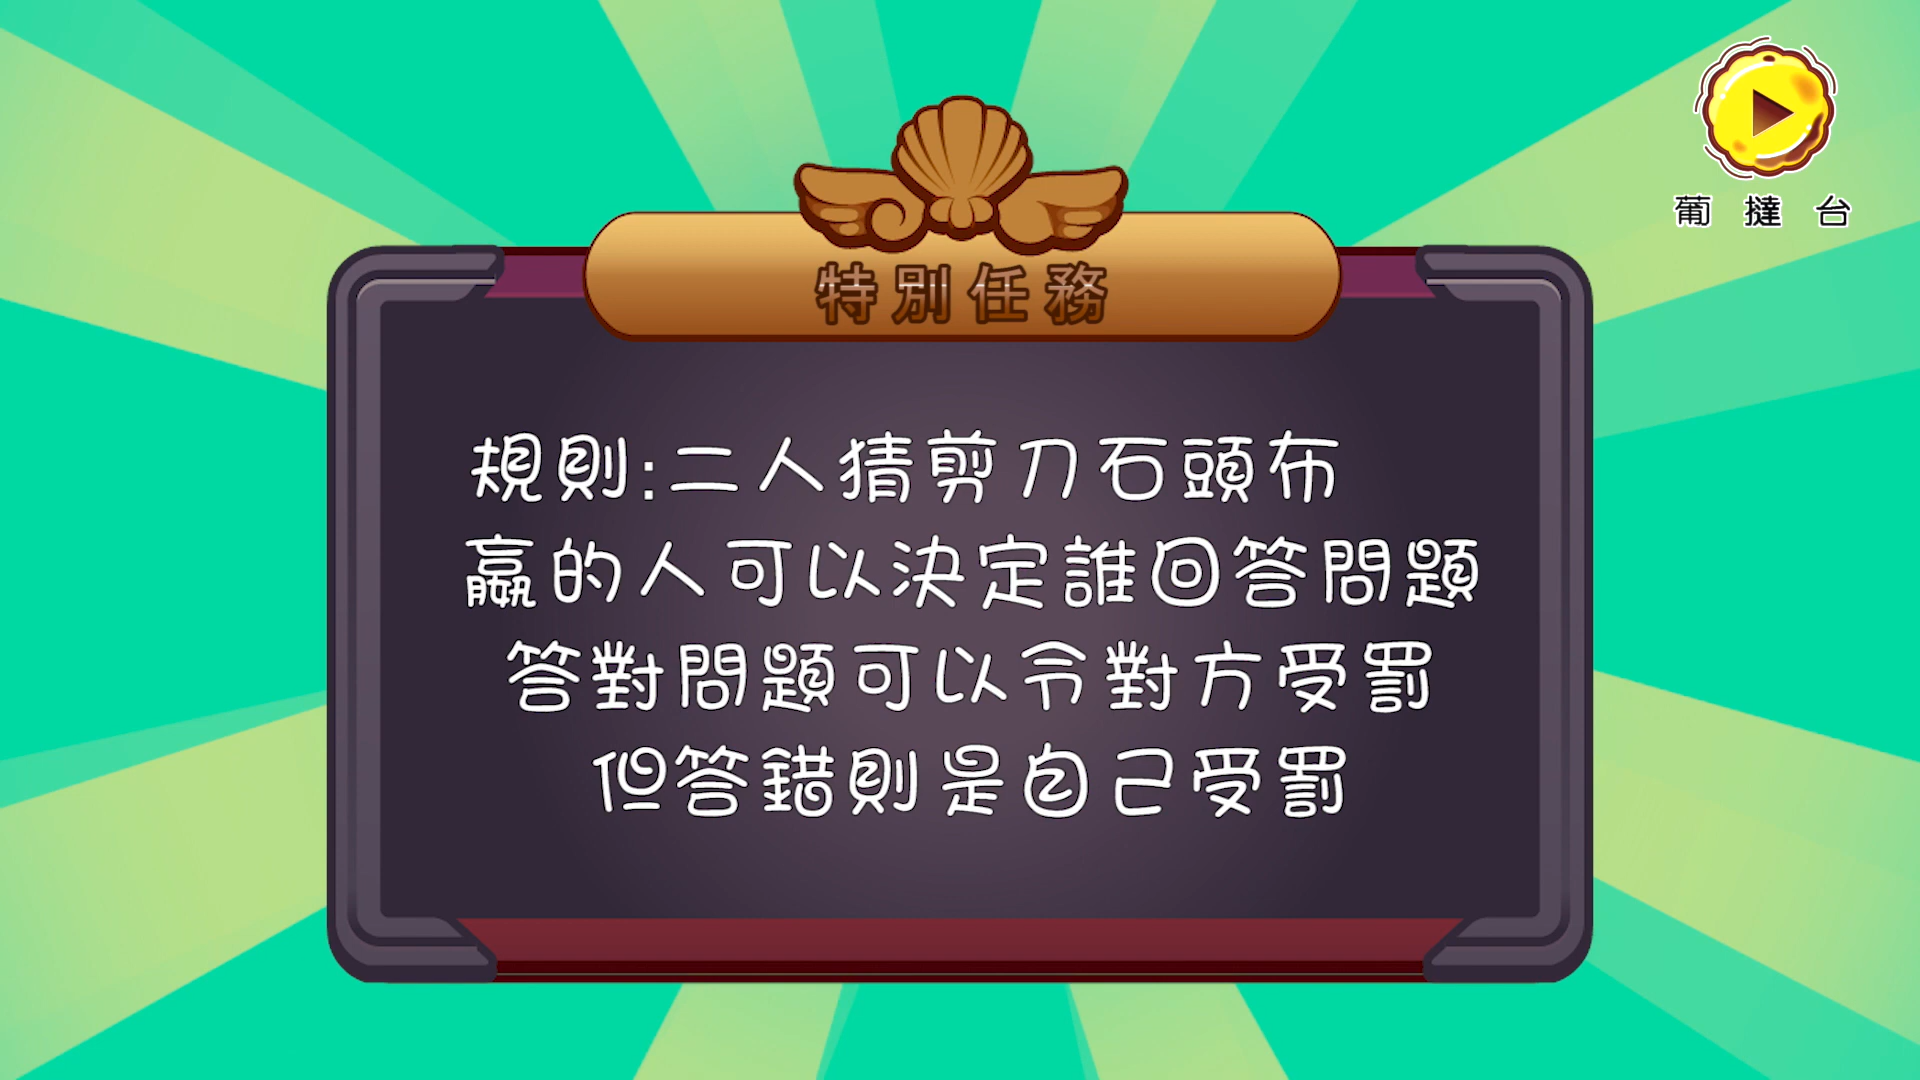 葡撻台
特別任務
規則:二人猜剪刀石頭布
贏的人可以決定誰回答問題
答對問題可以令對方受罰
但答錯則是自己受罰